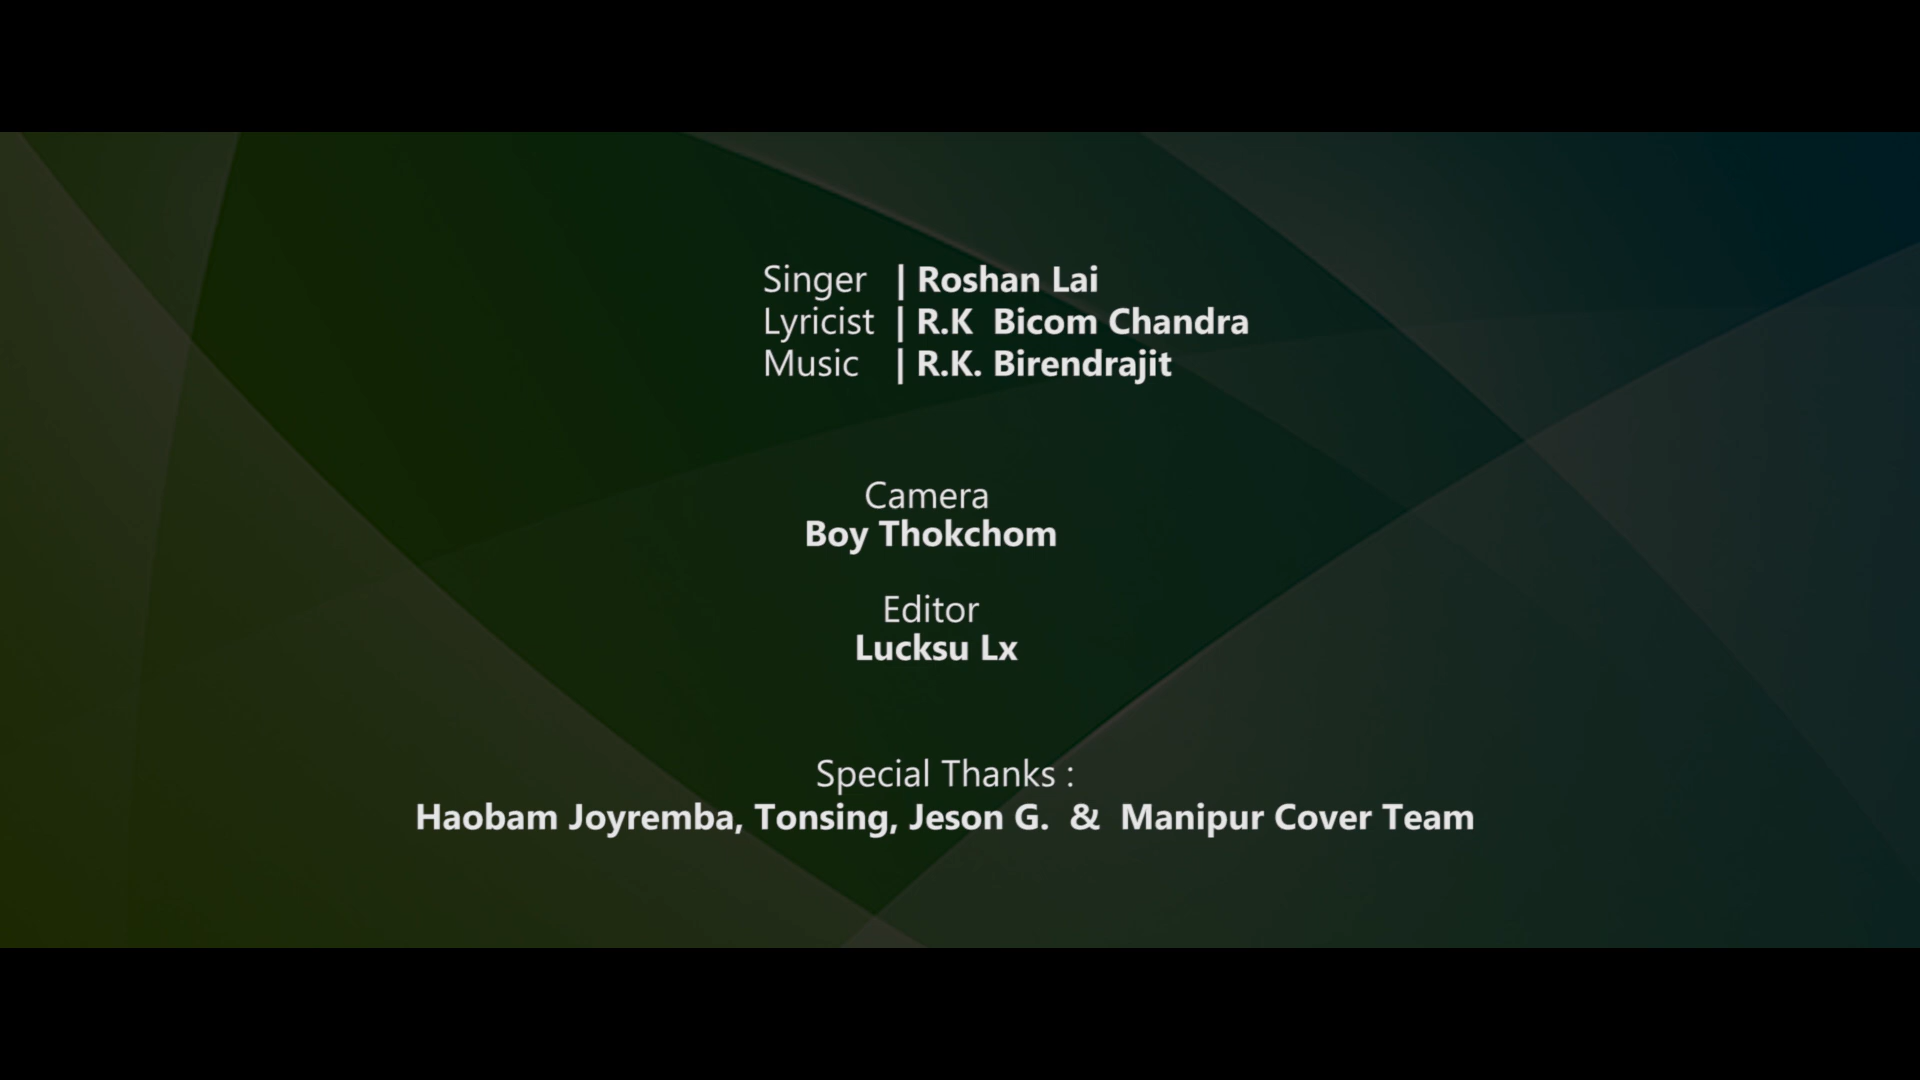 Singer | Roshan Lai
Lyricist | R.K  Bicom Chandra
Music | R.K. Birendrajit
Camera
Boy Thokchom
Editor
Lucksu Lx
Special Thanks :
Haobam Joyremba, Tonsing, Jeson G.  &  Manipur Cover Team